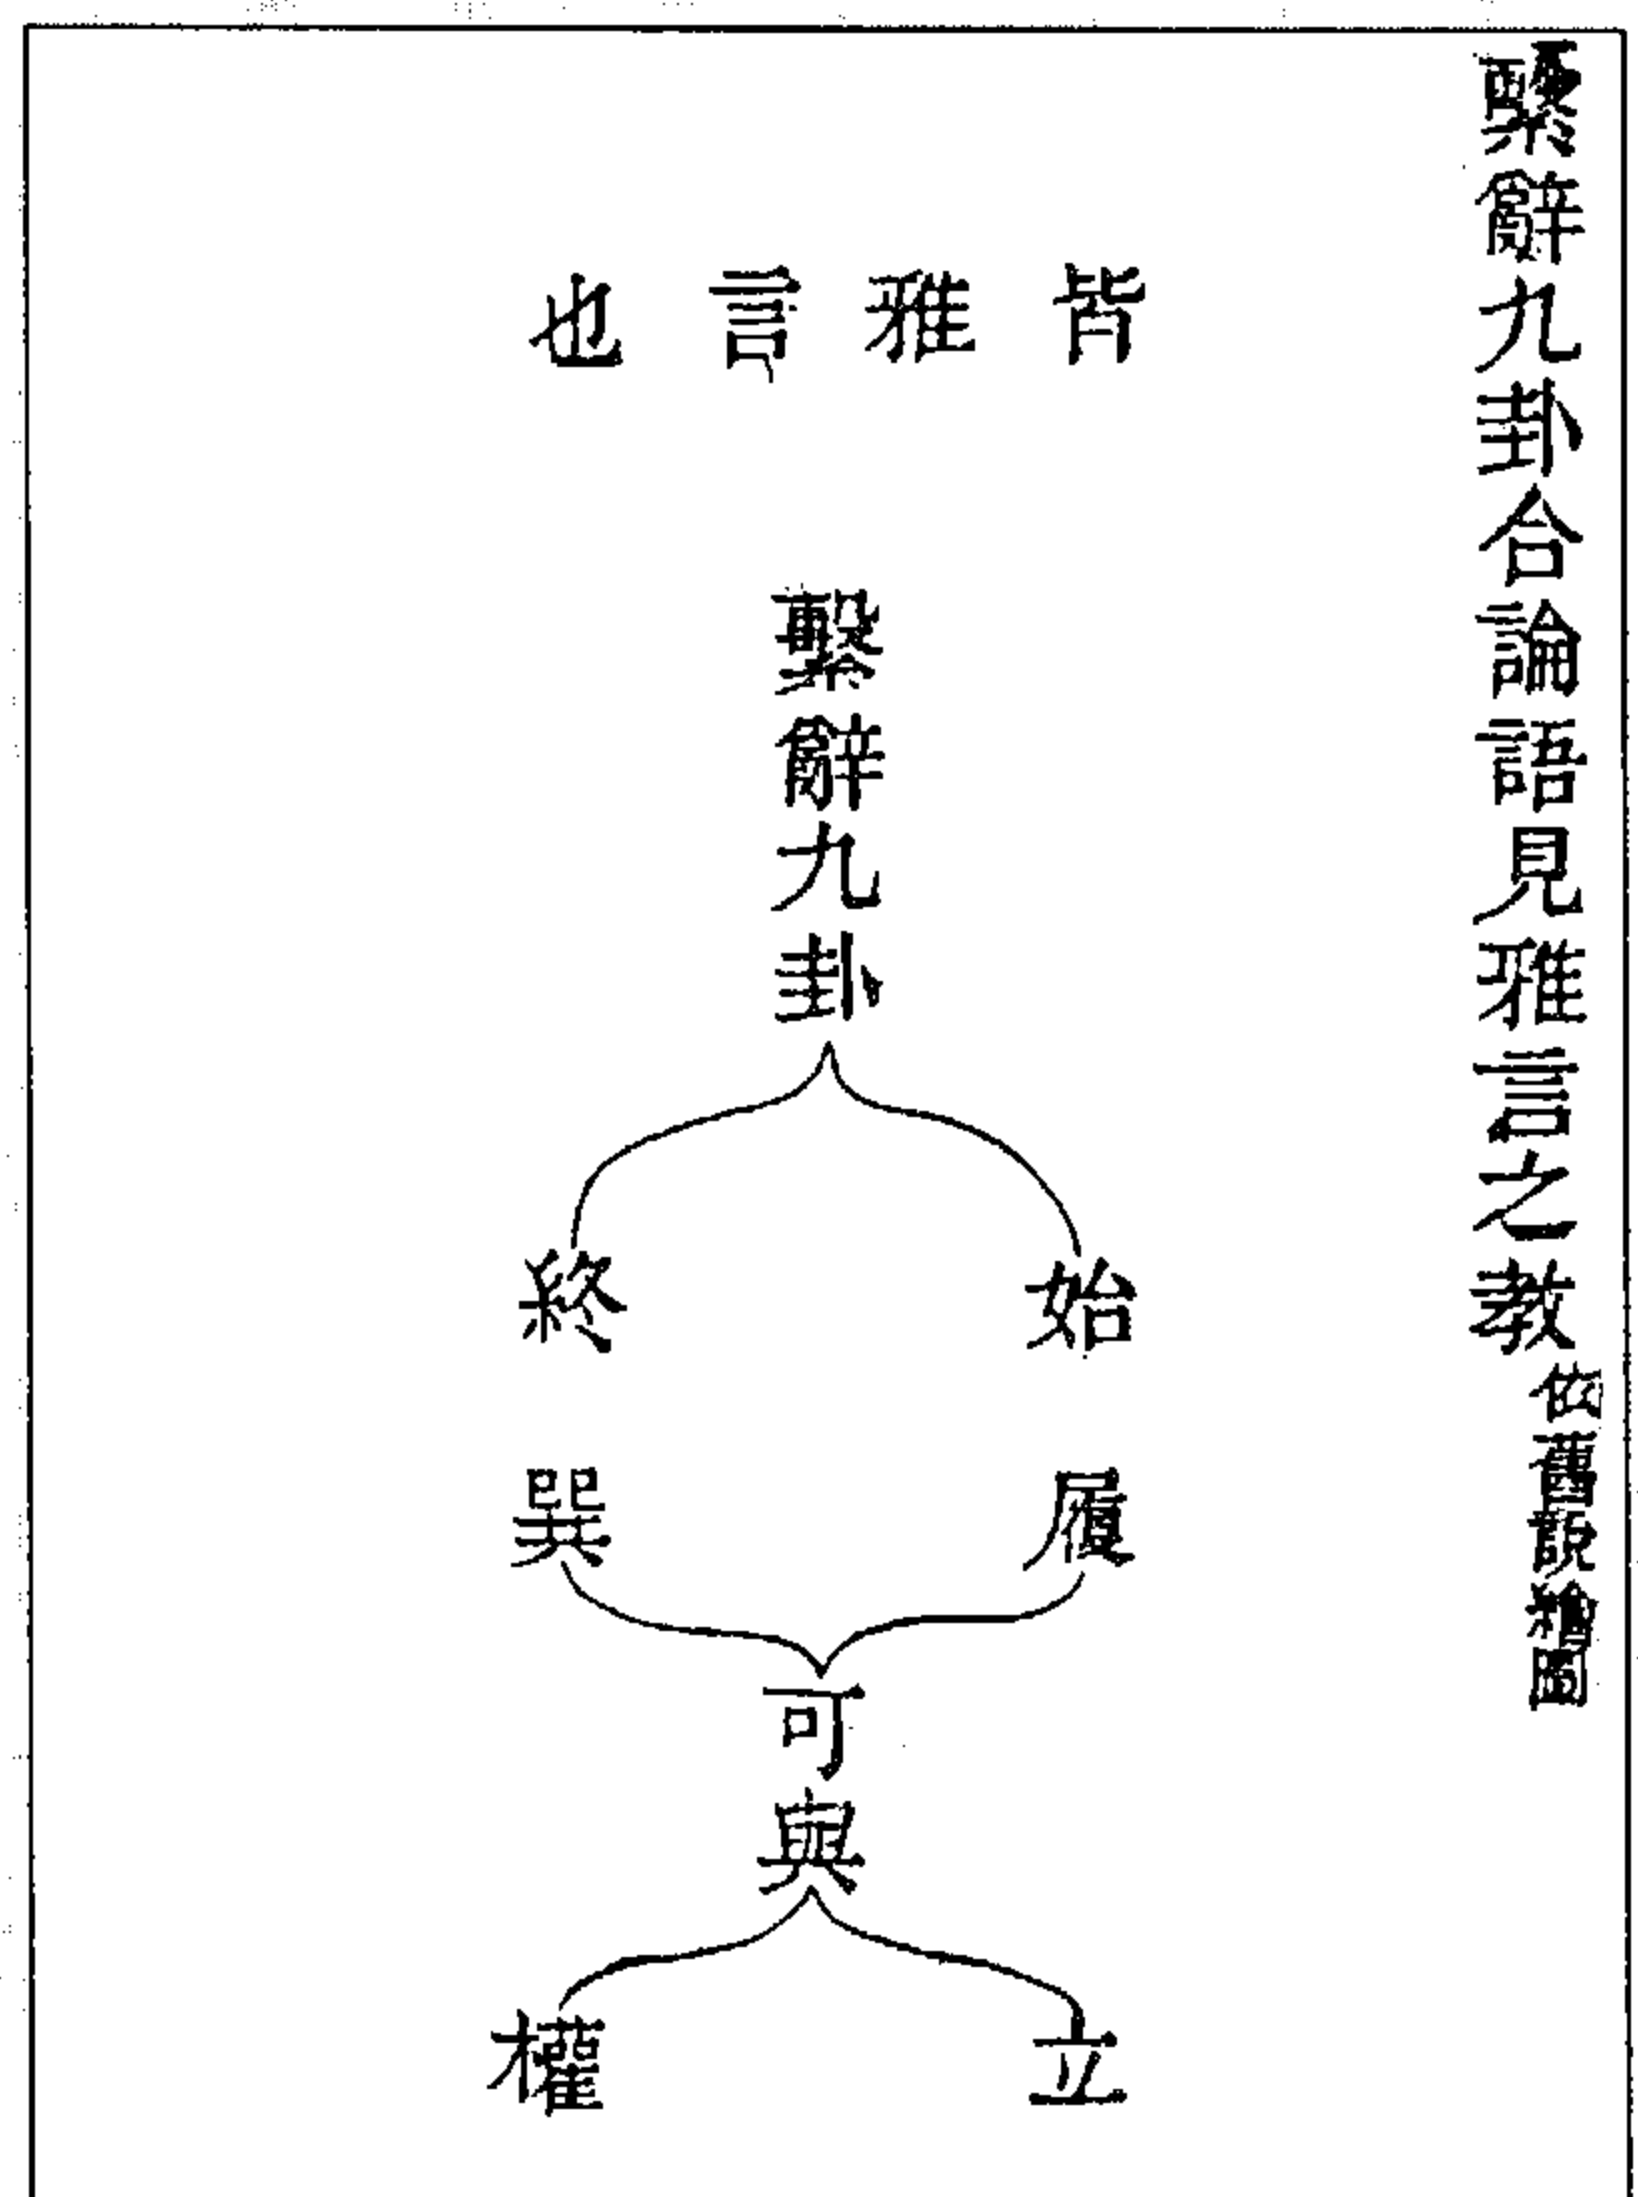 繫辭九卦合論語見雅言之教依舊說繪圖
皆雅言也
繫辭九卦
始 終
履 巽
可與
立 權